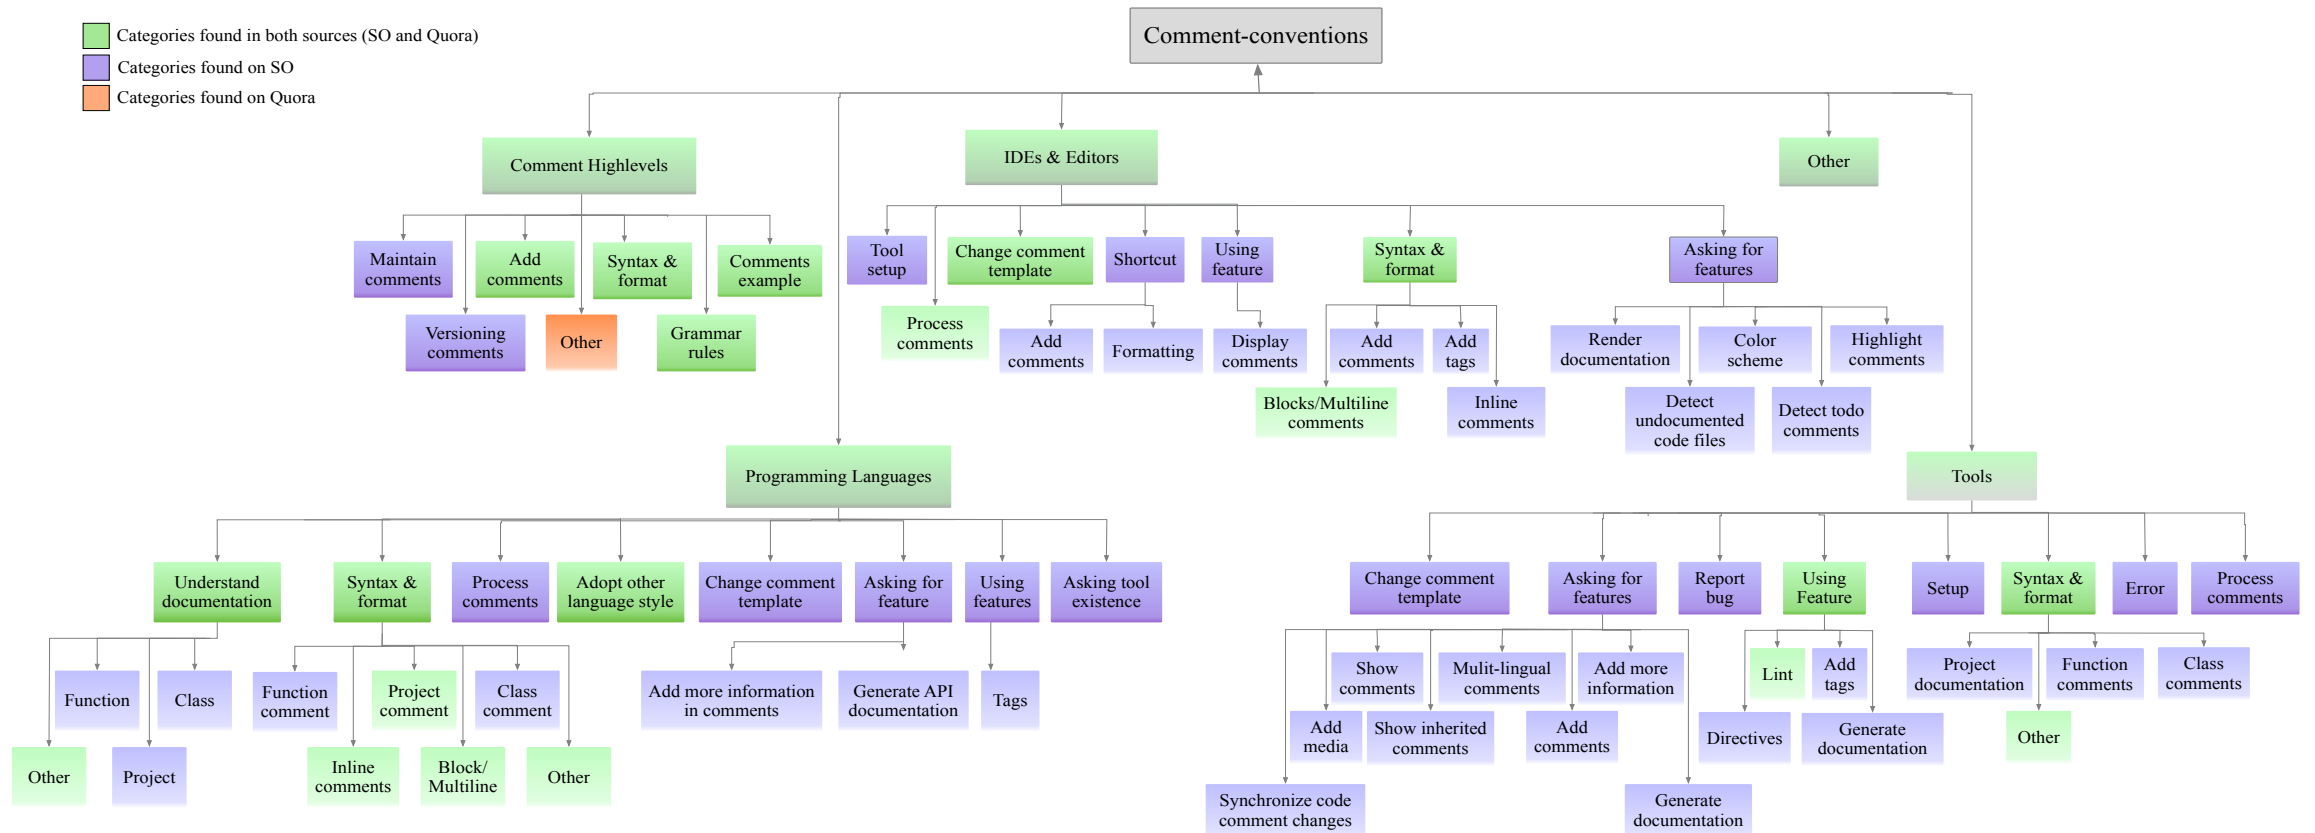 Comment-conventions
Categories found in both sources (SO and Quora)
Categories found on SO
Categories found on Quora
Comment Highlevels
IDEs & Editors
Other
Maintain
comments
Add
comments
Syntax &
format
Comments
example
Versioning
comments
Other
Grammar
rules
Tool
setup
Change comment
template
Shortcut
Using
feature
Syntax &
format
Asking for
features
Process
comments
Add
comments
Formatting
Display
comments
Add
comments
Add
tags
Blocks/Multiline
comments
Inline
comments
Render
documentation
Color
scheme
Highlight
comments
Detect
undocumented
code files
Detect todo
comments
Programming Languages
Tools
Understand
documentation
Syntax &
format
Process
comments
Adopt other
language style
Change comment
template
Asking for
feature
Using
features
Asking tool
existence
Function
Class
Other
Project
Function
comment
Project
comment
Class
comment
Inline
comments
Block/
Multiline
Other
Add more information
in comments
Generate API
documentation
Tags
Change comment
template
Asking for
features
Report
bug
Using
Feature
Setup
Syntax &
format
Error
Process
comments
Show
comments
Mulit-lingual
comments
Add more
information
Add
media
Show inherited
comments
Add
comments
Synchronize code
comment changes
Generate
documentation
Lint
Add
tags
Directives
Generate
documentation
Project
documentation
Function
comments
Class
comments
Other